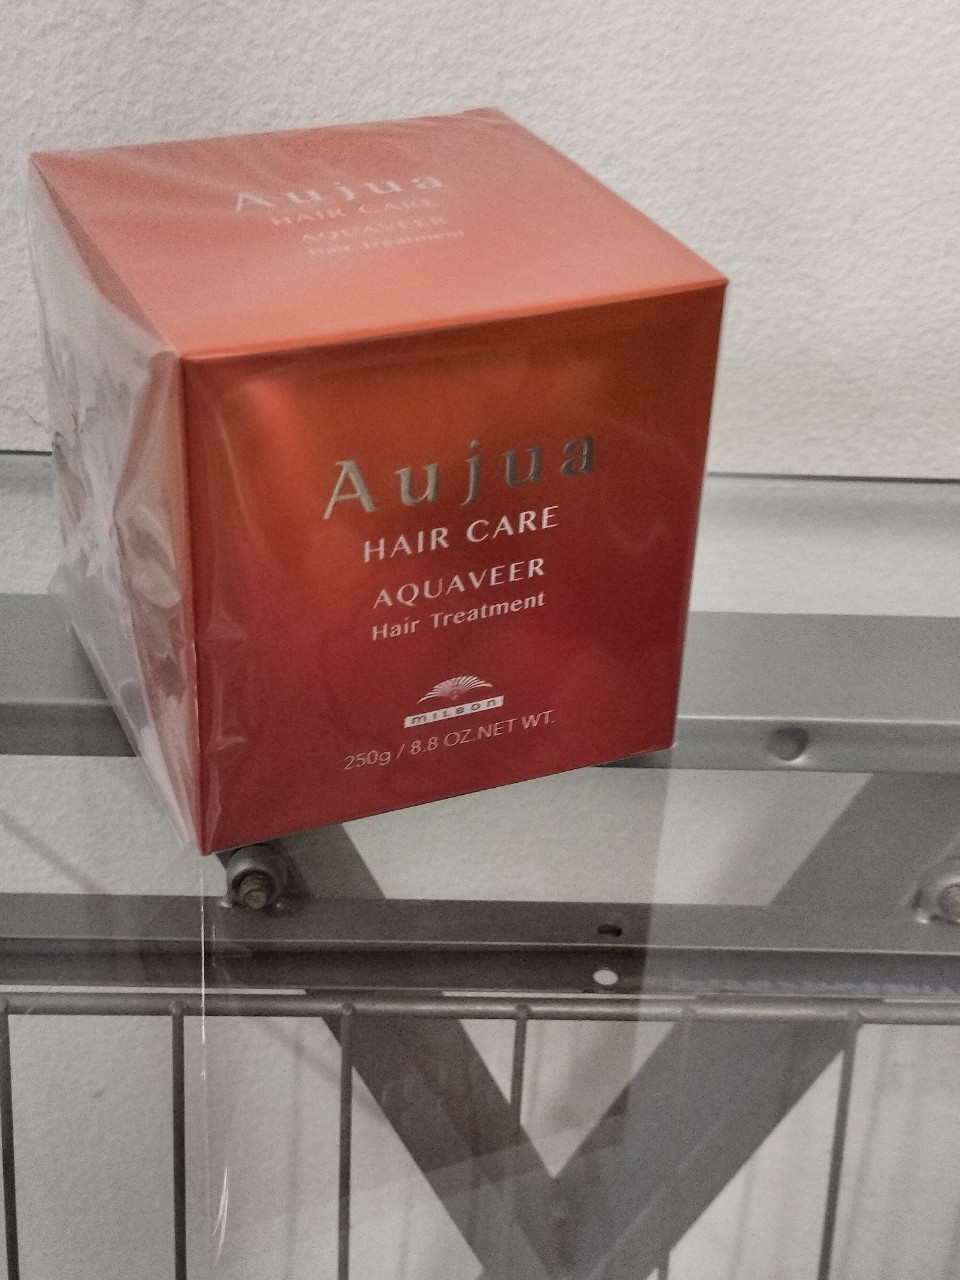 Aujua
HAIR CARE
AQUAVEER
Hair Treatment
Aujua
HAIR CARE
AQUAVEER
Hair Treatment
milbon
250g / 8.8 OZ.NET WT.